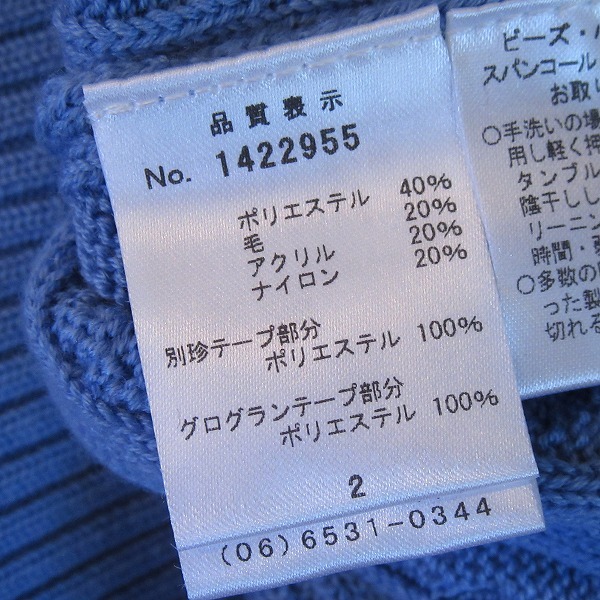 品質表示
No. 1422955
ポリエステル 40%
毛 20%
アクリル 20%
ナイロン 20%
別珍テープ部分
ポリエステル 100%
グログランテープ部分
ポリエステル 100%
2
(06)6531-0344
ビーズ・
スパンコール
お取り
○手洗いの場
用し軽く押
タンブル
陰干しし
リーニン
時間・
○多数の
った製
切れる